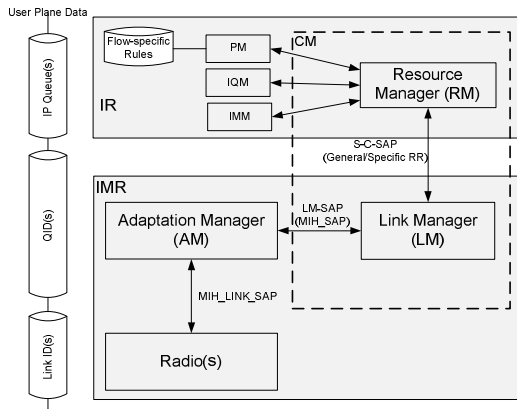 User Plane Data
IP Queue(s)
QID(s)
Link ID(s)
Flow-specific
Rules
PM
IQM
IMM
IR
CM
Resource
Manager (RM)
S-C-SAP
(General/Specific RR)
IMR
Adaptation Manager
(AM)
LM-SAP
(MIH_SAP)
Link Manager
(LM)
MIH_LINK_SAP
Radio(s)